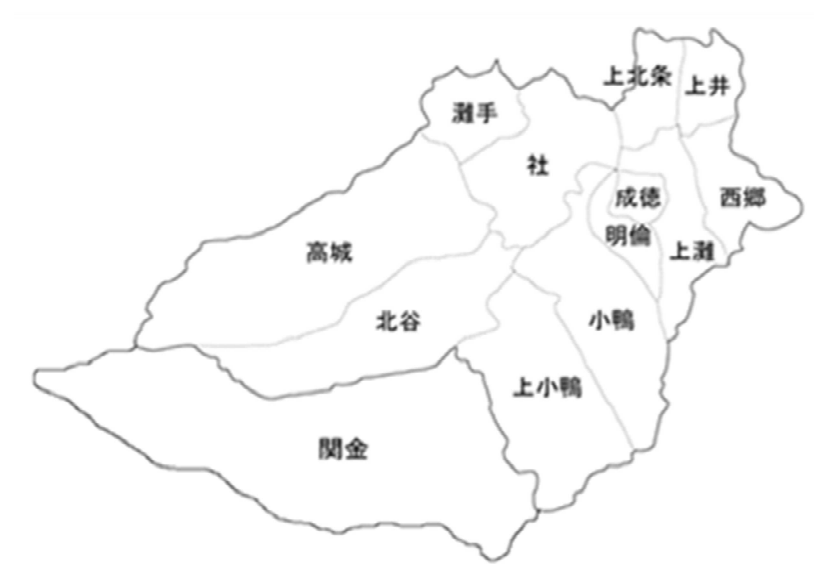 上北条
上井
灘手
社
成徳
西郷
明倫
上灘
高城
北谷
小鴨
上小鴨
関金